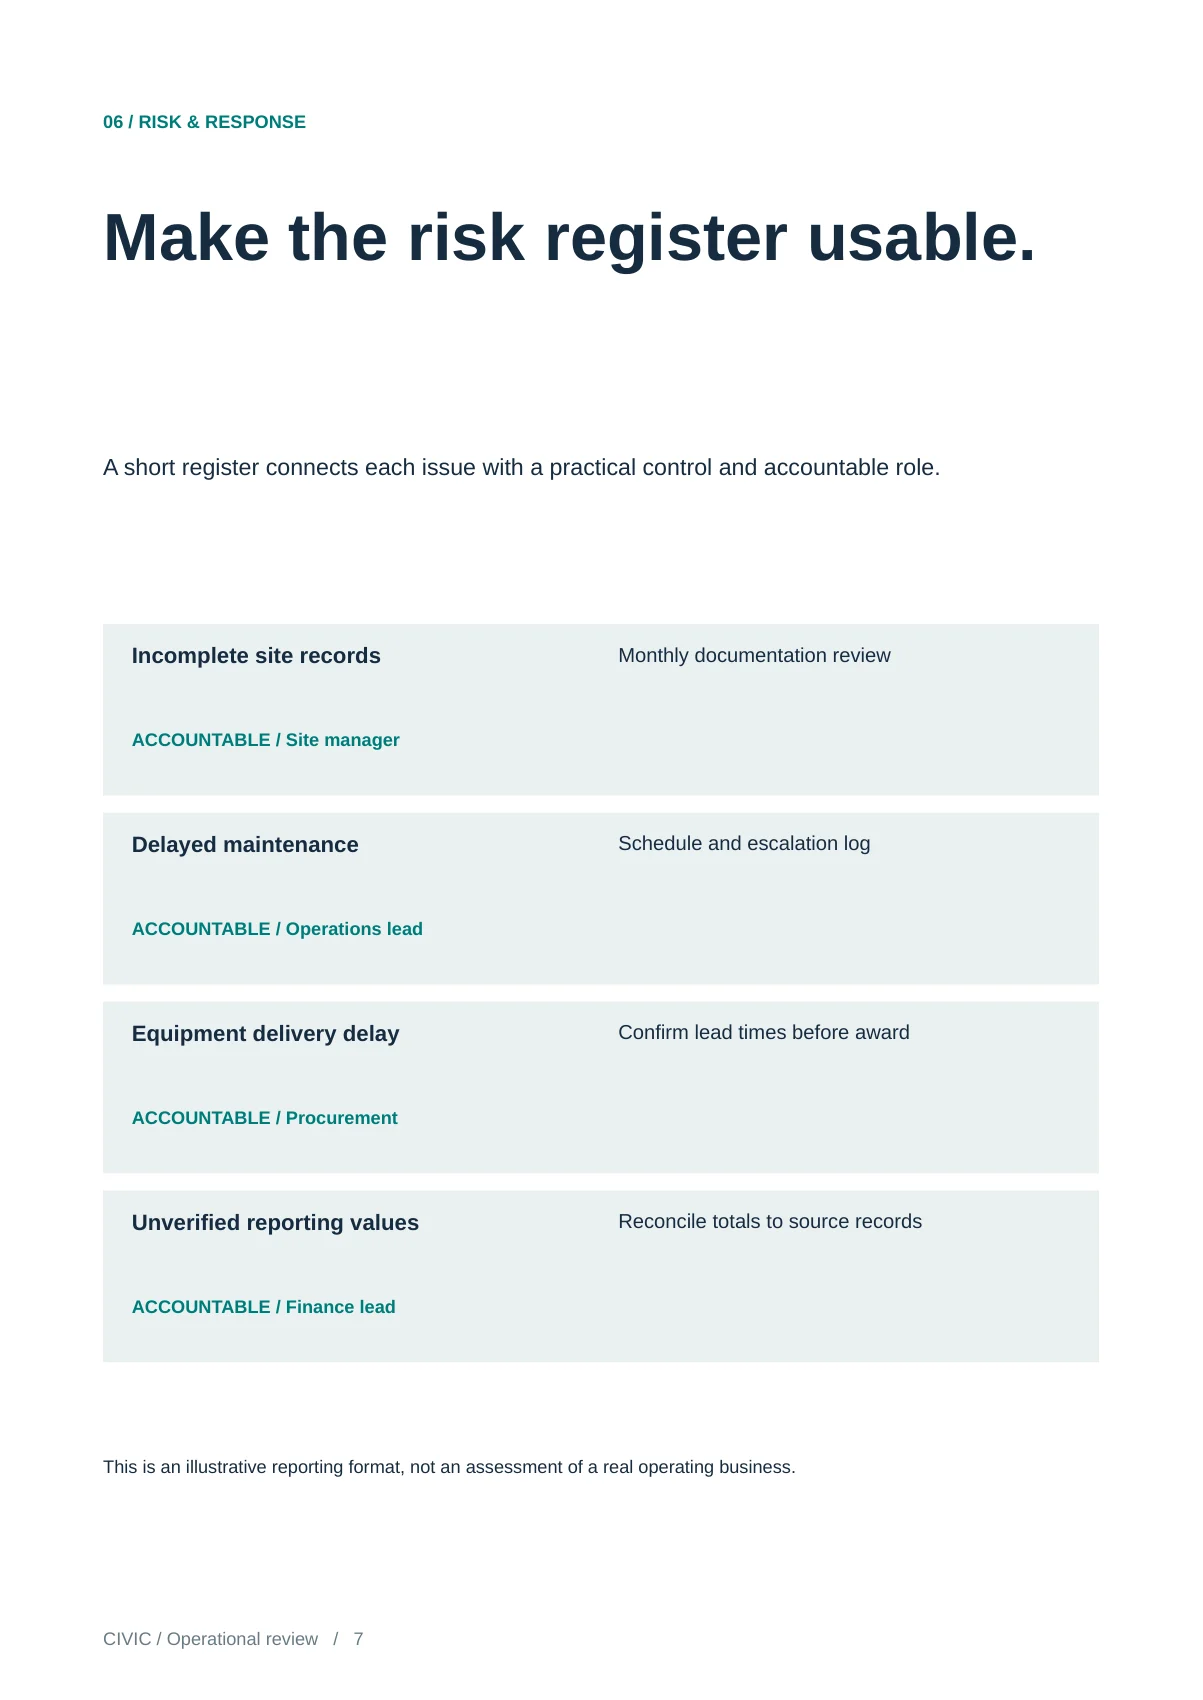 06 / RISK & RESPONSE
Make the risk register usable.
A short register connects each issue with a practical control and accountable role.
Incomplete site records
Monthly documentation review
ACCOUNTABLE / Site manager
Delayed maintenance
Schedule and escalation log
ACCOUNTABLE / Operations lead
Equipment delivery delay
Confirm lead times before award
ACCOUNTABLE / Procurement
Unverified reporting values
Reconcile totals to source records
ACCOUNTABLE / Finance lead
This is an illustrative reporting format, not an assessment of a real operating business.
CIVIC / Operational review / 7